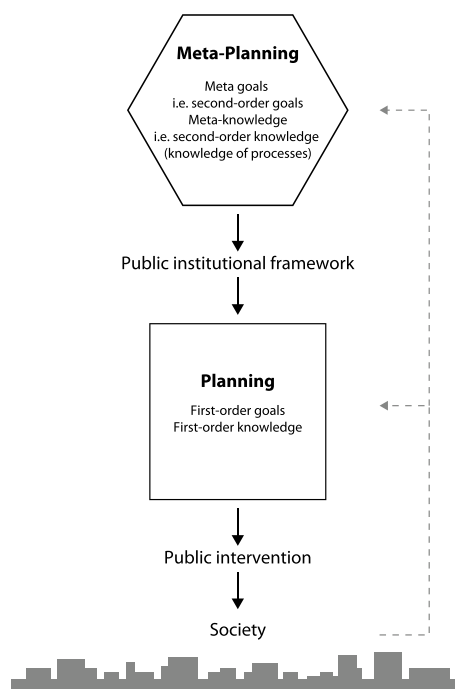 Meta-Planning
Meta goals
i.e. second-order goals
Meta-knowledge
i.e. second-order knowledge
(knowledge of processes)
Public institutional framework
Planning
First-order goals
First-order knowledge
Public intervention
Society